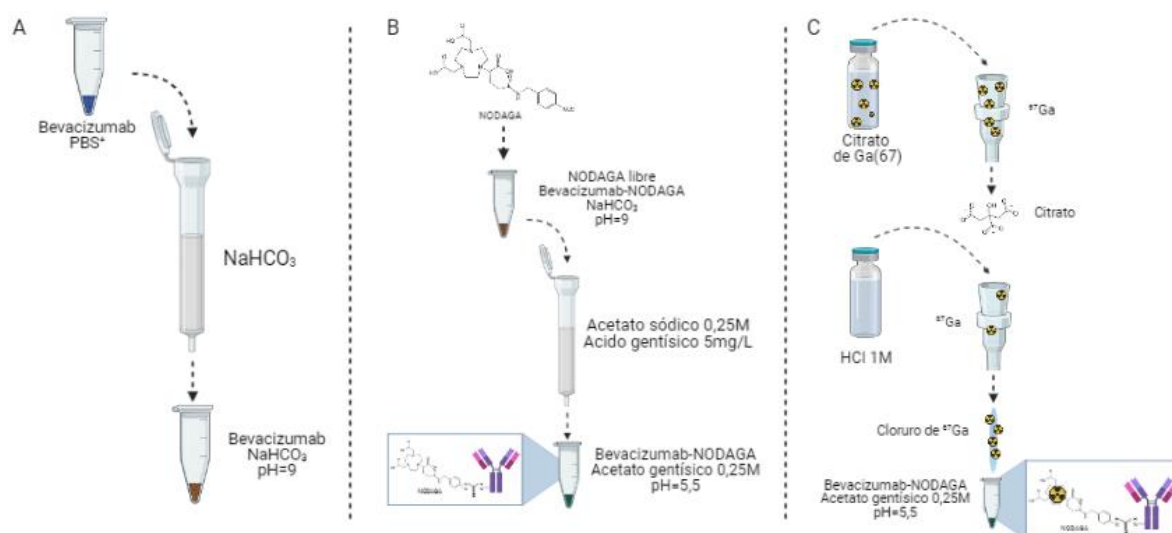 A
Bevacizumab
PBS+
NaHCO₃
Bevacizumab
NaHCO₃
pH=9
B
NODAGA
NODAGA libre
Bevacizumab-NODAGA
NaHCO₃
pH=9
Acetato sódico 0,25M
Acido gentísico 5mg/L
Bevacizumab-NODAGA
Acetato gentísico 0,25M
pH=5,5
NODAGA
C
Citrato
de Ga(67)
⁶⁷Ga
Citrato
HCl 1M
⁶⁷Ga
Cloruro de ⁶⁷Ga
Bevacizumab-NODAGA
Acetato gentísico 0,25M
pH=5,5
NODAGA